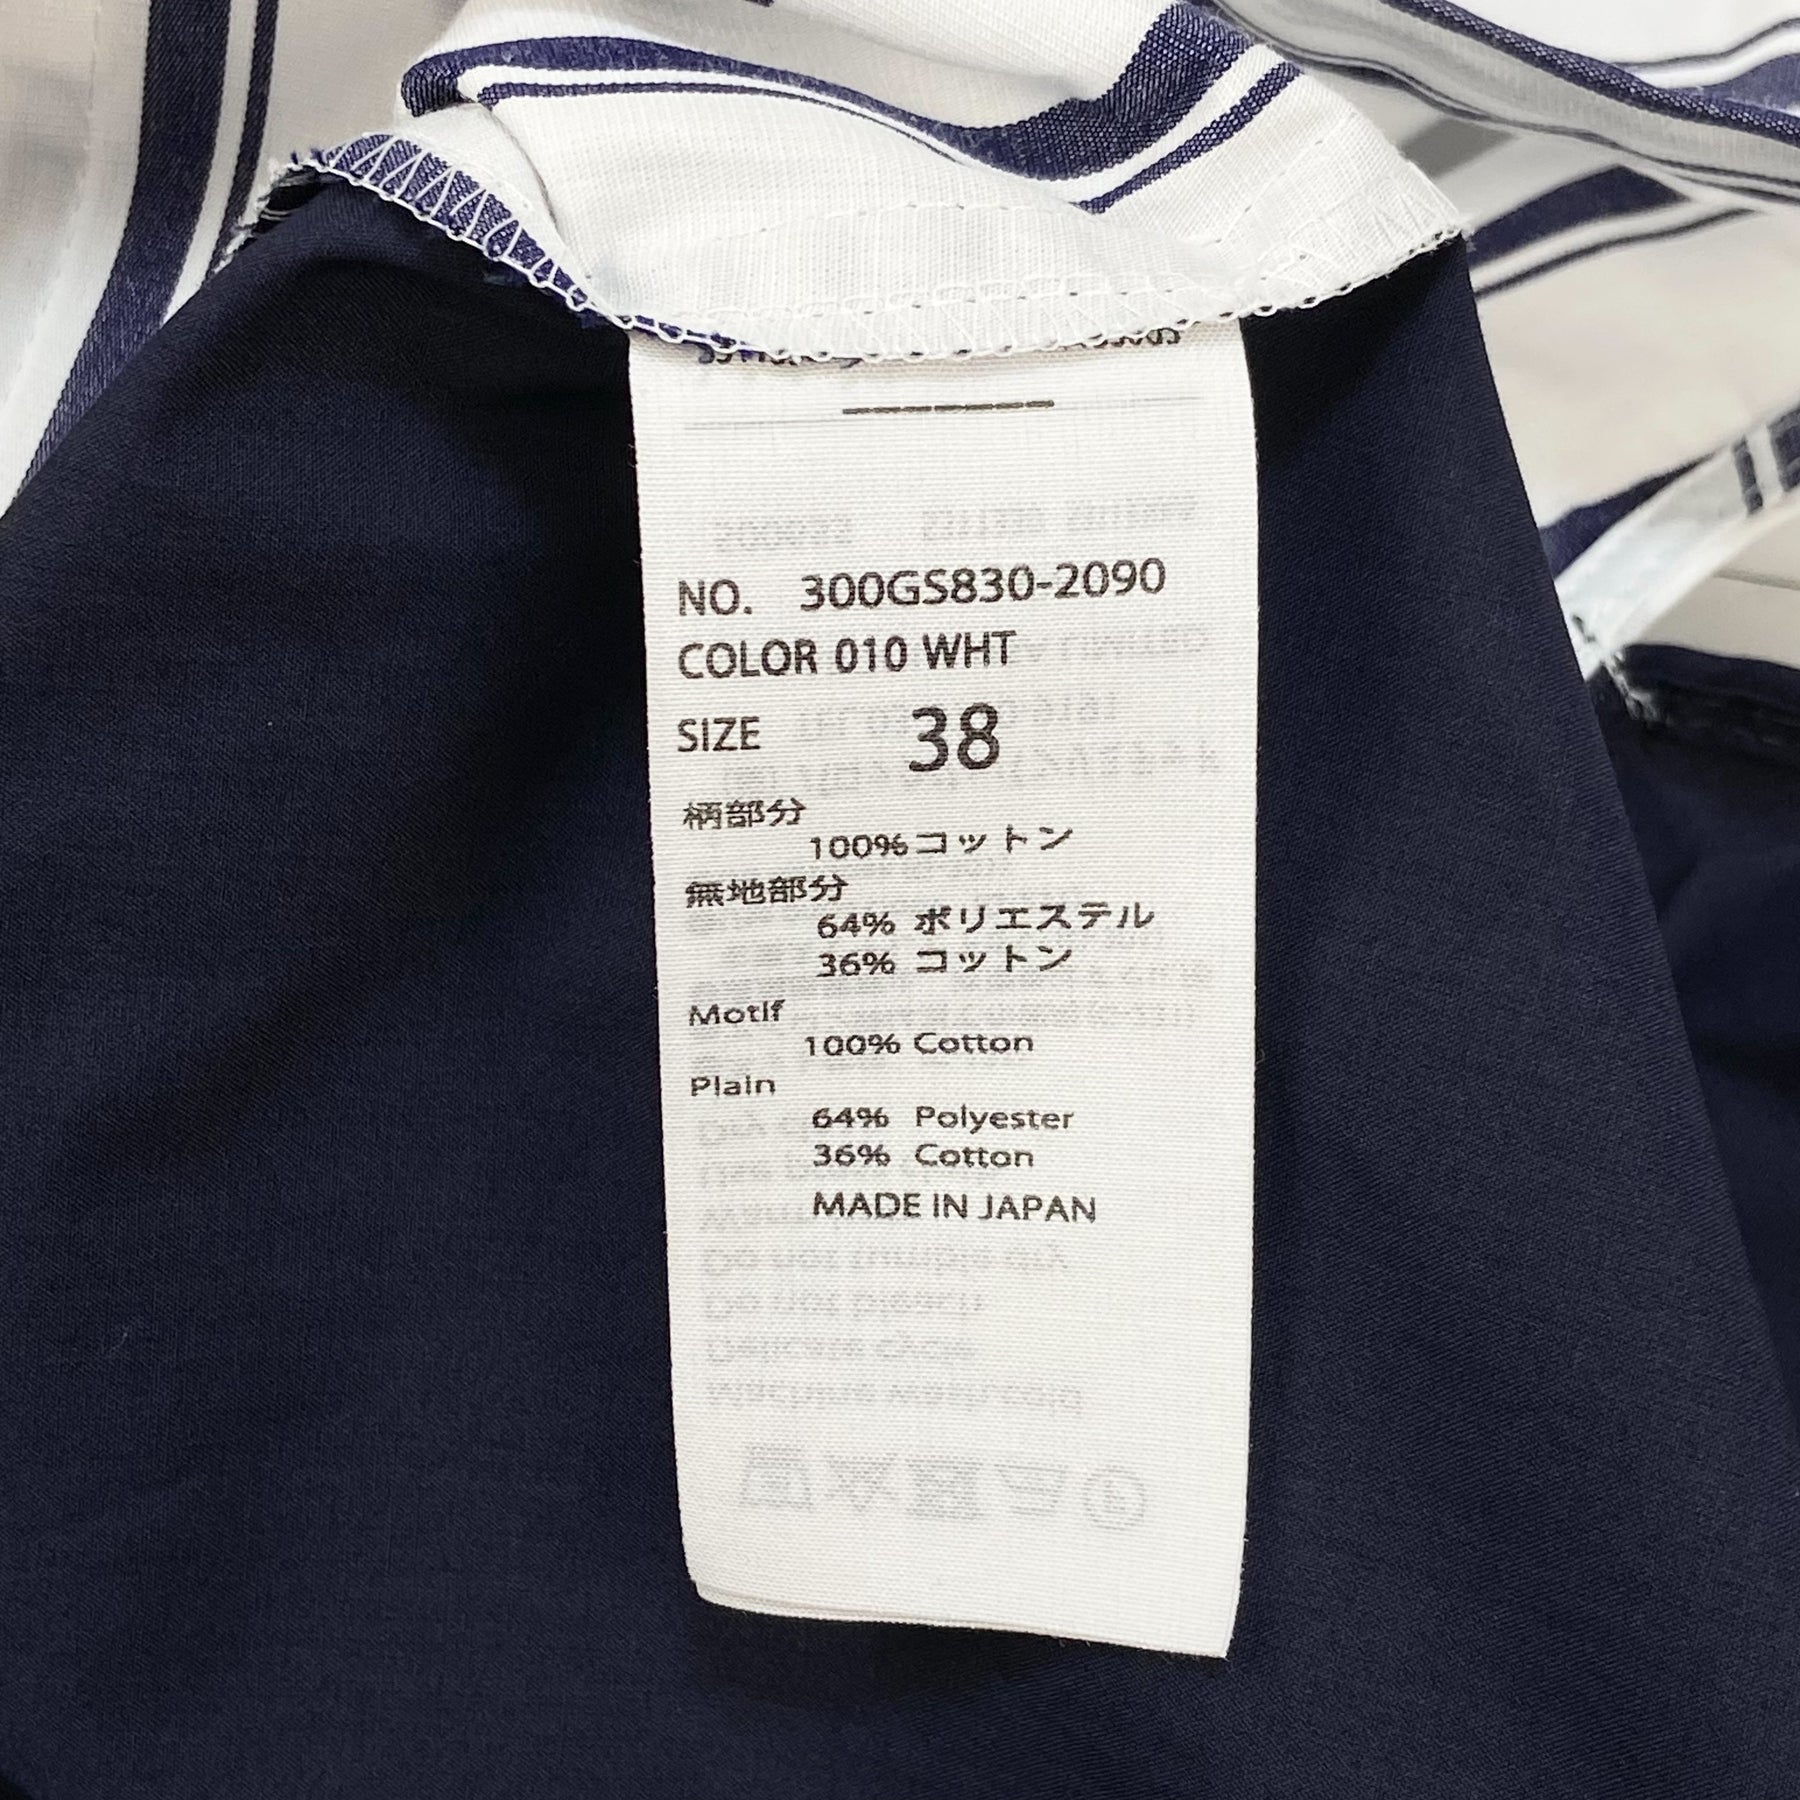 NO. 300GS830-2090
COLOR 010 WHT
SIZE 38
柄部分
100% コットン
無地部分
64% ポリエステル
36% コットン
Motif
100% Cotton
Plain
64% Polyester
36% Cotton
MADE IN JAPAN